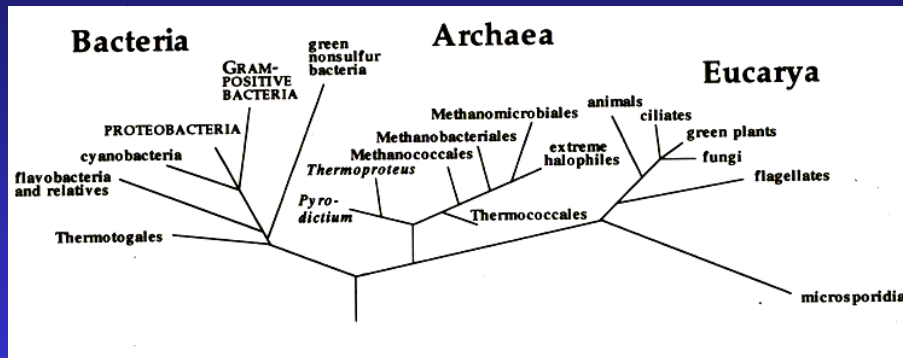 Bacteria
Archaea
Eucarya
green
nonsulfur
bacteria
GRAM-
POSITIVE
BACTERIA
PROTEOBACTERIA
cyanobacteria
flavobacteria
and relatives
Thermotogales
Methanomicrobiales
Methanobacteriales
Methanococcales
Thermoproteus
Pyro-
dictium
extreme
halophiles
Thermococcales
animals
ciliates
green plants
fungi
flagellates
microsporidia